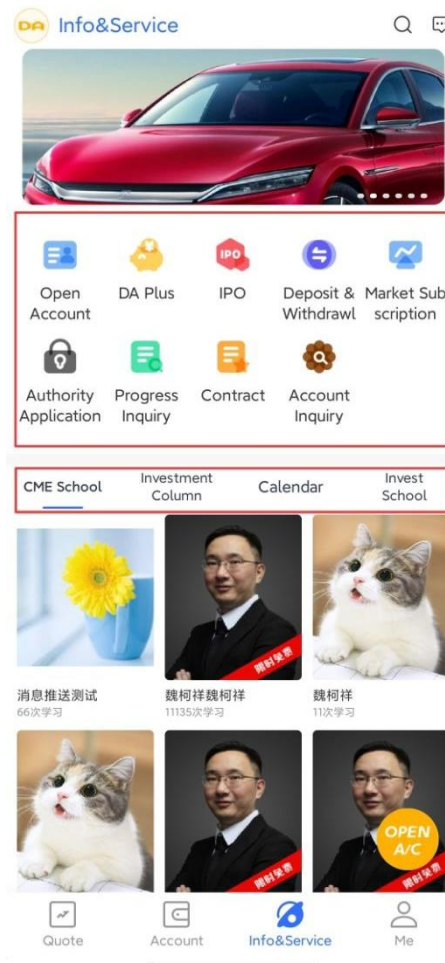 DA Info&Service
Open
Account
DA Plus
IPO
IPO
Deposit &
Withdrawl
Market Sub
scription
Authority
Application
Progress
Inquiry
Contract
Account
Inquiry
CME School
Investment
Column
Calendar
Invest
School
限时免费
消息推送测试
66次学习
魏柯祥魏柯祥
11135次学习
魏柯祥
11次学习
限时免费
限时免费
OPEN
A/C
Quote
Account
Info&Service
Me